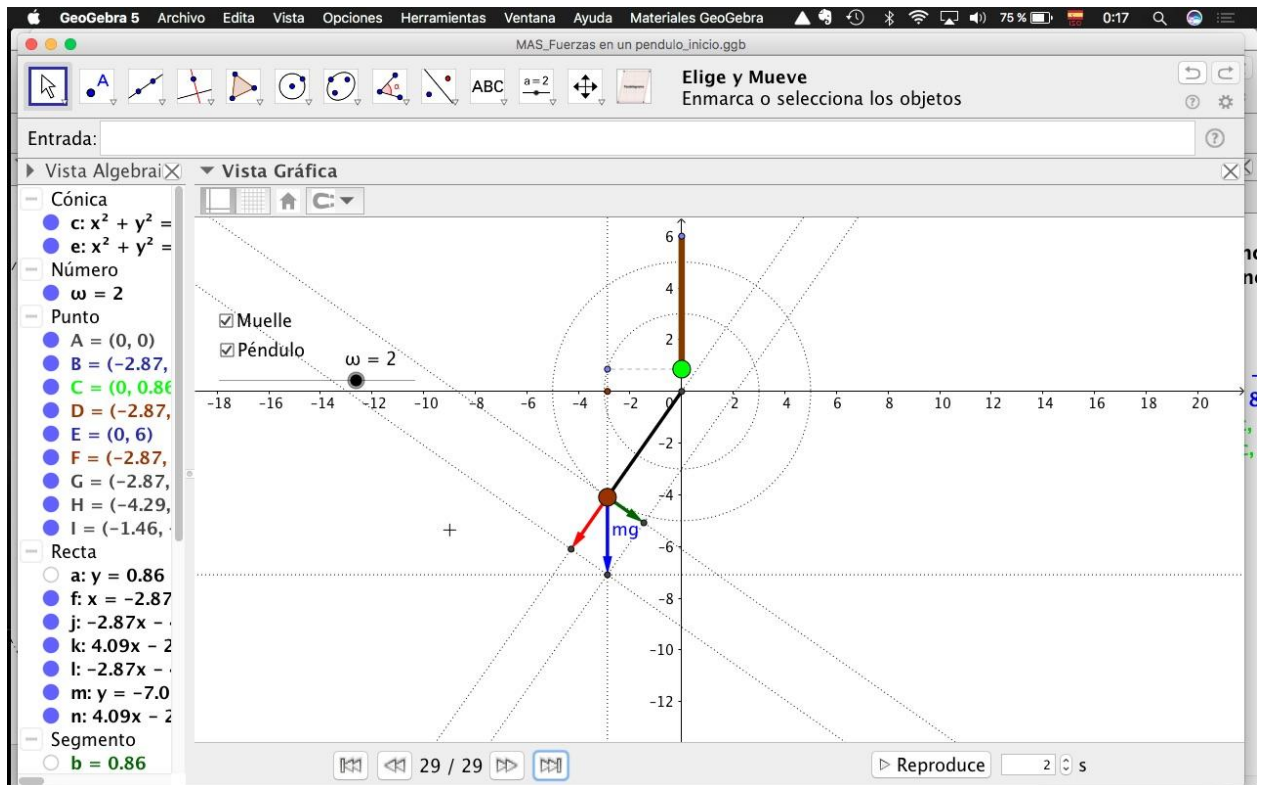 GeoGebra 5 Archivo Edita Vista Opciones Herramientas Ventana Ayuda Materiales GeoGebra 75 % ISO 0:17
MAS_Fuerzas en un pendulo_inicio.ggb
A ABC a = 2 Elige y Mueve
Enmarca o selecciona los objetos
Entrada:
Vista Algebrai Vista Gráfica
Cónica
c: x² + y² =
e: x² + y² =
Número
ω = 2
Punto
A = (0, 0)
B = (−2.87,
C = (0, 0.86
D = (−2.87,
E = (0, 6)
F = (−2.87,
G = (−2.87,
H = (−4.29,
I = (−1.46,
Recta
a: y = 0.86
f: x = −2.87
j: −2.87x −
k: 4.09x − 2
l: −2.87x −
m: y = −7.0
n: 4.09x − 2
Segmento
b = 0.86
Muelle
Péndulo
ω = 2
6
4
2
-18 -16 -14 -12 -10 -8 -6 -4 -2 0 2 4 6 8 10 12 14 16 18 20
-2
-4
mg
-6
-8
-10
-12
29 / 29 Reproduce 2 s